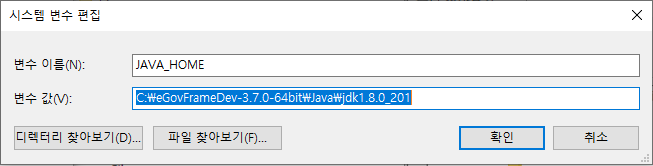 시스템 변수 편집
변수 이름(N):
JAVA_HOME
변수 값(V):
C:₩eGovFrameDev-3.7.0-64bit₩Java₩jdk1.8.0_201
디렉터리 찾아보기(D)...
파일 찾아보기(F)...
확인
취소